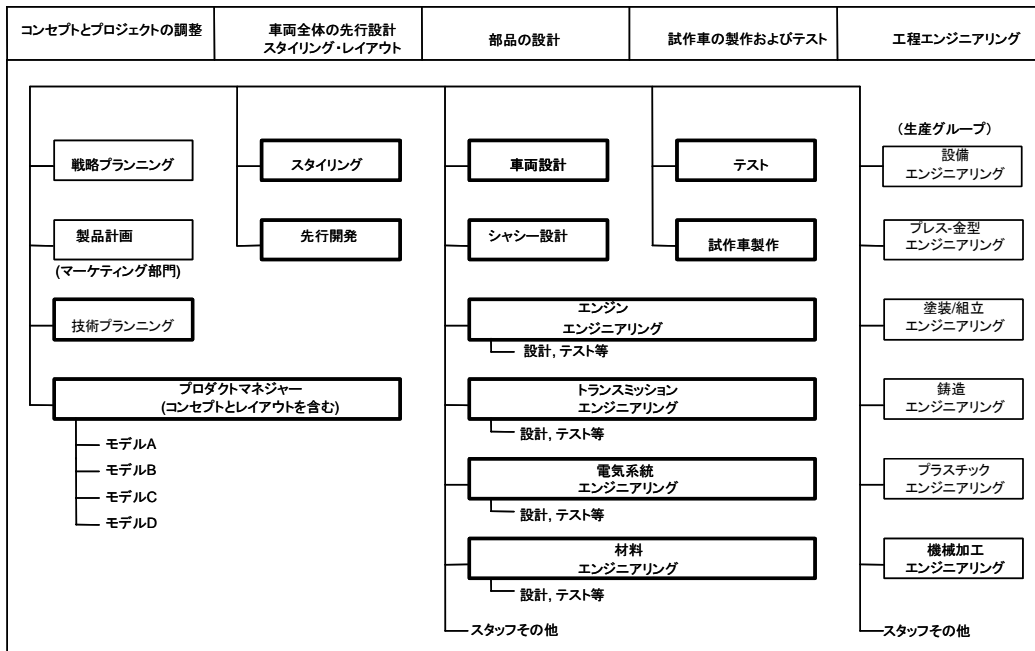 コンセプトとプロジェクトの調整
車両全体の先行設計
スタイリング・レイアウト
部品の設計
試作車の製作およびテスト
工程エンジニアリング
戦略プランニング
製品計画
(マーケティング部門)
技術プランニング
プロダクトマネジャー
(コンセプトとレイアウトを含む)
モデルA
モデルB
モデルC
モデルD
スタイリング
先行開発
車両設計
シャシー設計
エンジン
エンジニアリング
設計, テスト等
トランスミッション
エンジニアリング
設計, テスト等
電気系統
エンジニアリング
設計, テスト等
材料
エンジニアリング
設計, テスト等
スタッフその他
テスト
試作車製作
(生産グループ)
設備
エンジニアリング
プレス-金型
エンジニアリング
塗装/組立
エンジニアリング
鋳造
エンジニアリング
プラスチック
エンジニアリング
機械加工
エンジニアリング
スタッフその他